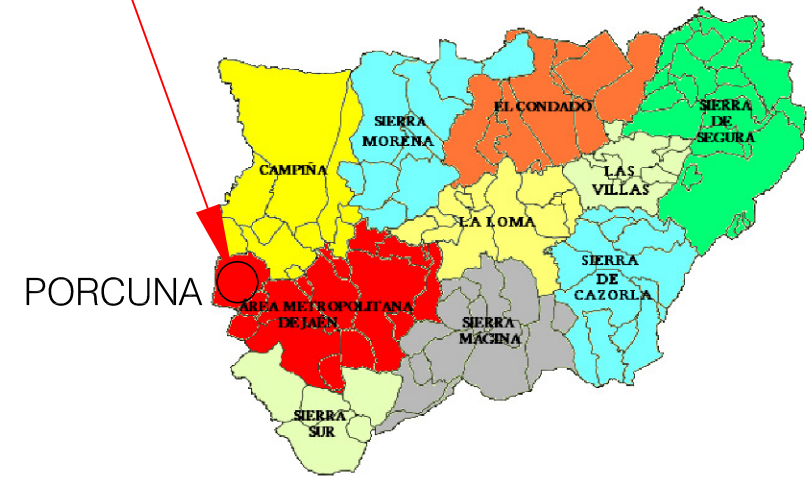 EL CONDADO
SIERRA
DE
SEGURA
SIERRA
MORENA
CAMPIÑA
LAS
VILLAS
LA LOMA
SIERRA
DE
CAZORLA
PORCUNA
AREA METROPOLITANA
DE JAEN
SIERRA
MÁGINA
SIERRA
SUR